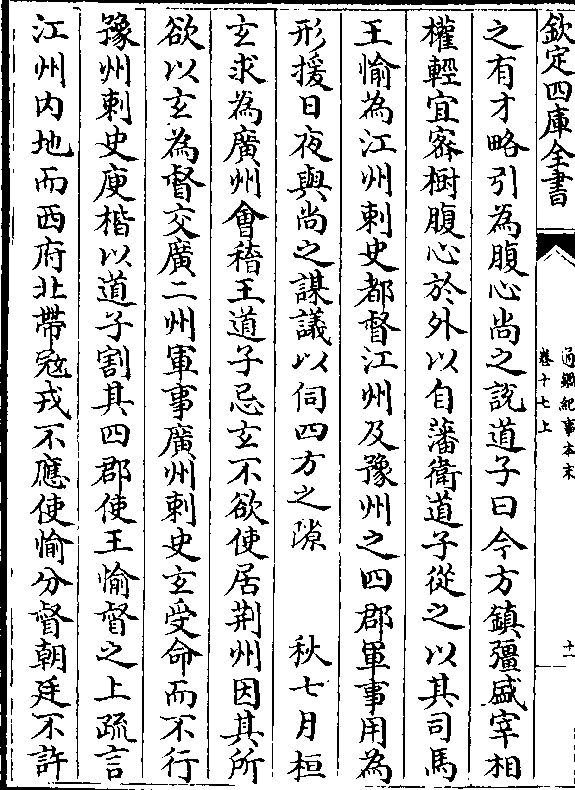 欽定四庫全書
通鑑紀事本末
卷十七上
十一
之有才略引為腹心尚之說道子曰今方鎮彊盛宰相
權輕宜密樹腹心於外以自藩衛道子從之以其司馬
王愉為江州刺史都督江州及豫州之四郡軍事用為
形援日夜與尚之謀議以伺四方之隙 秋七月桓
玄求為廣州會稽王道子忌玄不欲使居荆州因其所
欲以玄為督交廣二州軍事廣州刺史玄受命而不行
豫州刺史庾楷以道子割其四郡使王愉督之上疏言
江州内地而西府北帶寇戎不應使愉分督朝廷不許